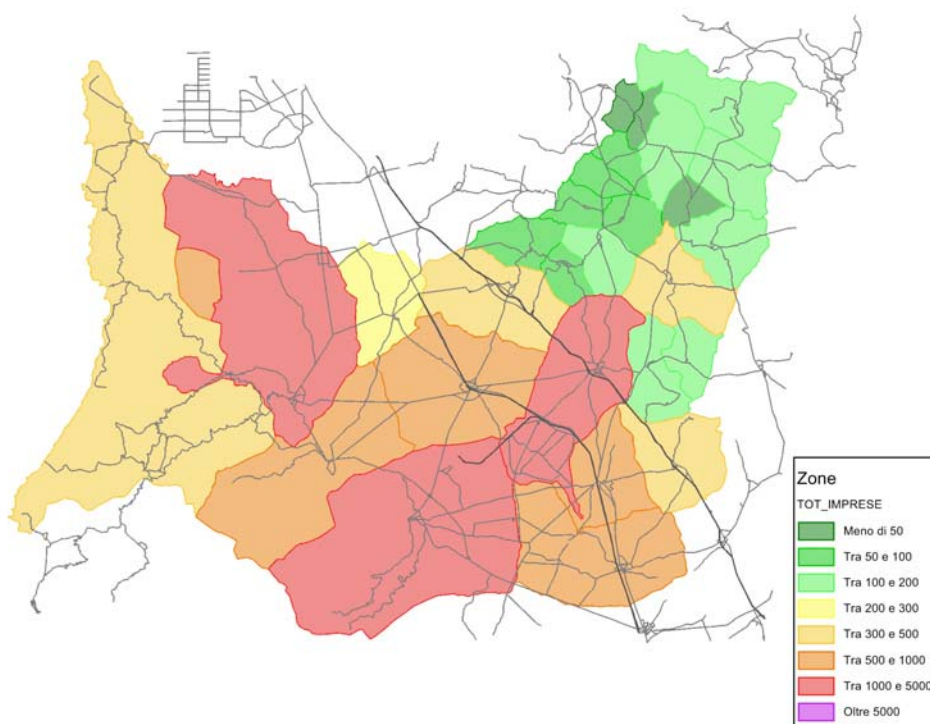 Zone
TOT_IMPRESE
Meno di 50
Tra 50 e 100
Tra 100 e 200
Tra 200 e 300
Tra 300 e 500
Tra 500 e 1000
Tra 1000 e 5000
Oltre 5000